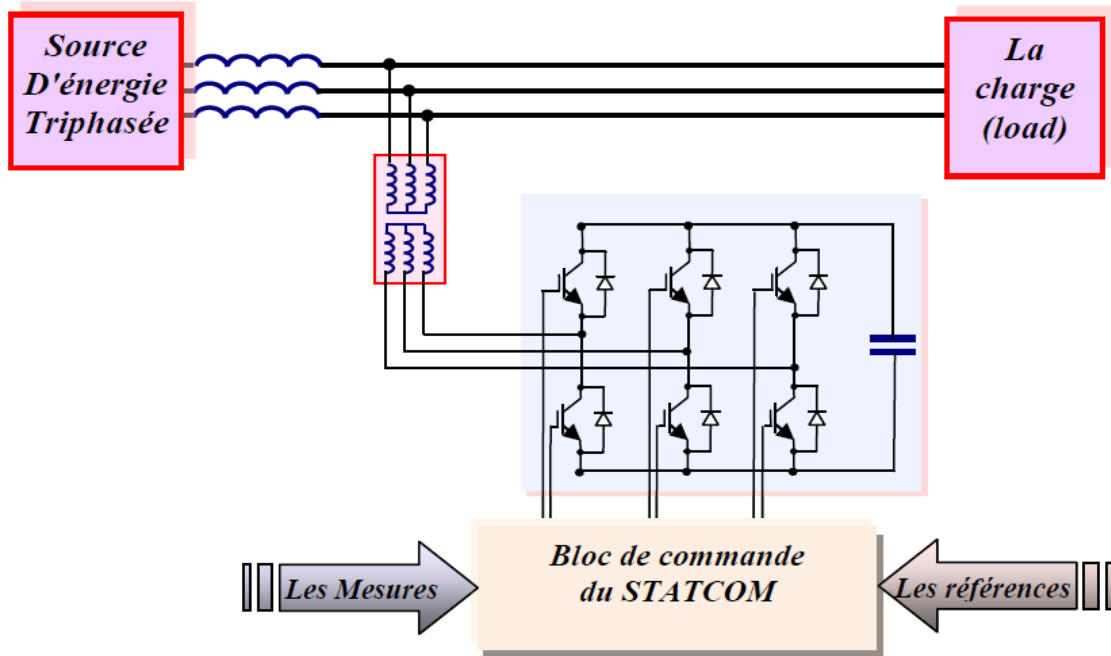 Source
D'énergie
Triphasée
La
charge
(load)
Bloc de commande
du STATCOM
Les Mesures
Les références